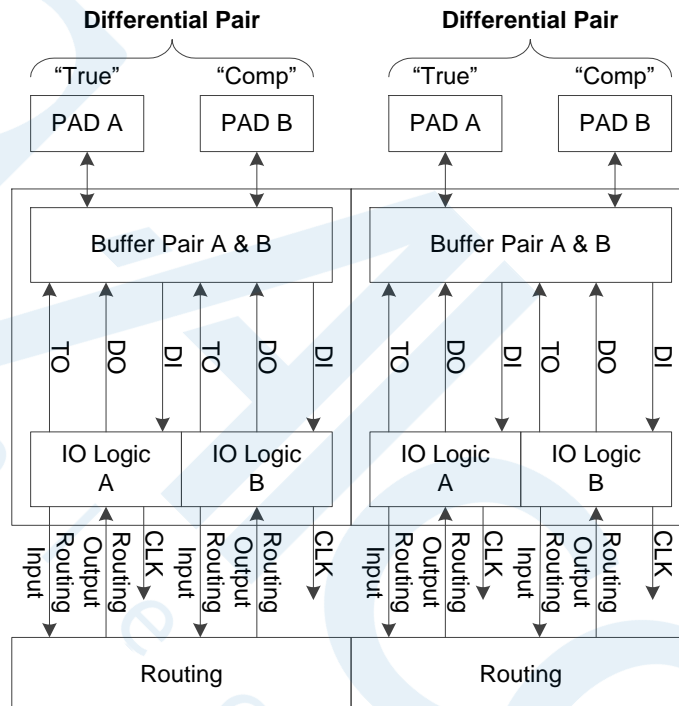 Differential Pair Differential Pair
“True” “Comp” “True” “Comp”
PAD A PAD B PAD A PAD B
Buffer Pair A & B Buffer Pair A & B
TO DO DI TO DO DI TO DO DI TO DO DI
IO Logic A IO Logic B IO Logic A IO Logic B
Routing Input Routing Output CLK Routing Input Routing Output CLK Routing Input Routing Output CLK Routing Input Routing Output CLK
Routing Routing